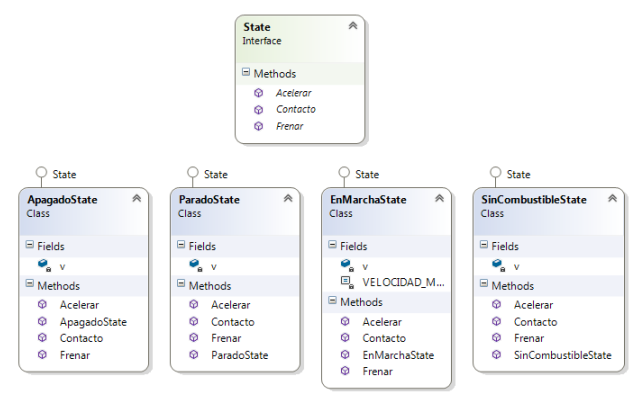 State
Interface
Methods
Acelerar
Contacto
Frenar
State
ApagadoState
Class
Fields
v
Methods
Acelerar
ApagadoState
Contacto
Frenar
State
ParadoState
Class
Fields
v
Methods
Acelerar
Contacto
Frenar
ParadoState
State
EnMarchaState
Class
Fields
v
VELOCIDAD_M...
Methods
Acelerar
Contacto
EnMarchaState
Frenar
State
SinCombustibleState
Class
Fields
v
Methods
Acelerar
Contacto
Frenar
SinCombustibleState